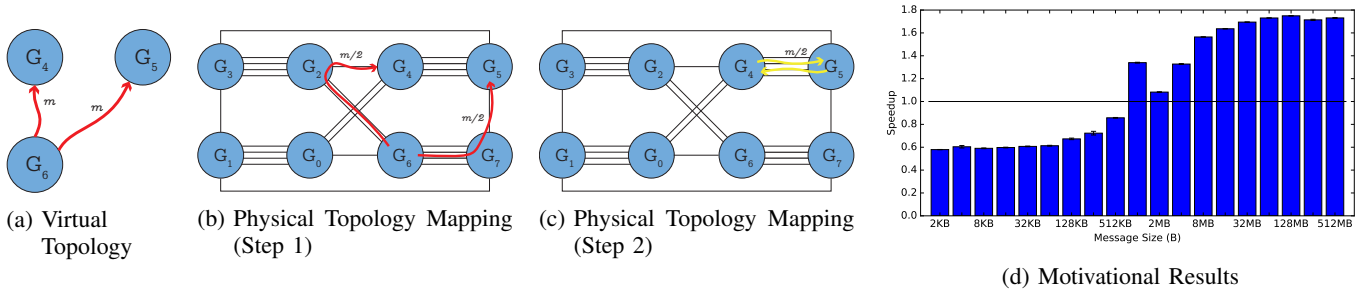 G4
G5
m
m
G6
(a) Virtual
Topology
m/2
G3
G2
G4
G5
m/2
G1
G0
G6
G7
(b) Physical Topology Mapping
(Step 1)
m/2
G3
G2
G4
G5
G1
G0
G6
G7
(c) Physical Topology Mapping
(Step 2)
1.8
1.6
1.4
1.2
1.0
0.8
0.6
0.4
0.2
0.0
Speedup
2KB 8KB 32KB 128KB 512KB 2MB 8MB 32MB 128MB 512MB
Message Size (B)
(d) Motivational Results